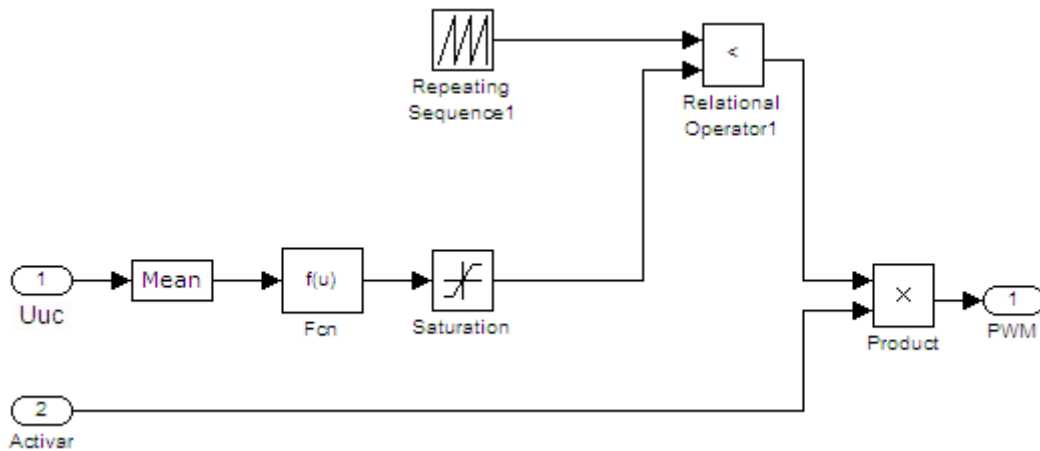 Repeating
Sequence1
<
Relational
Operator1
1
Uuc
Mean
f(u)
Fcn
Saturation
×
Product
1
PWM
2
Activar